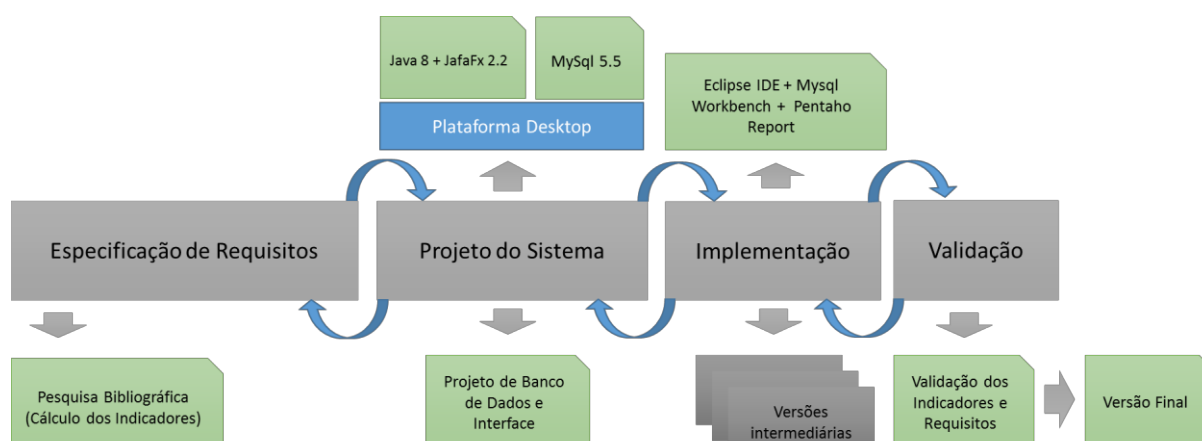 Java 8 + JafaFx 2.2
MySql 5.5
Plataforma Desktop
Eclipse IDE + Mysql
Workbench + Pentaho
Report
Especificação de Requisitos
Projeto do Sistema
Implementação
Validação
Pesquisa Bibliográfica
(Cálculo dos Indicadores)
Projeto de Banco
de Dados e
Interface
Versões
intermediárias
Validação dos
Indicadores e
Requisitos
Versão Final